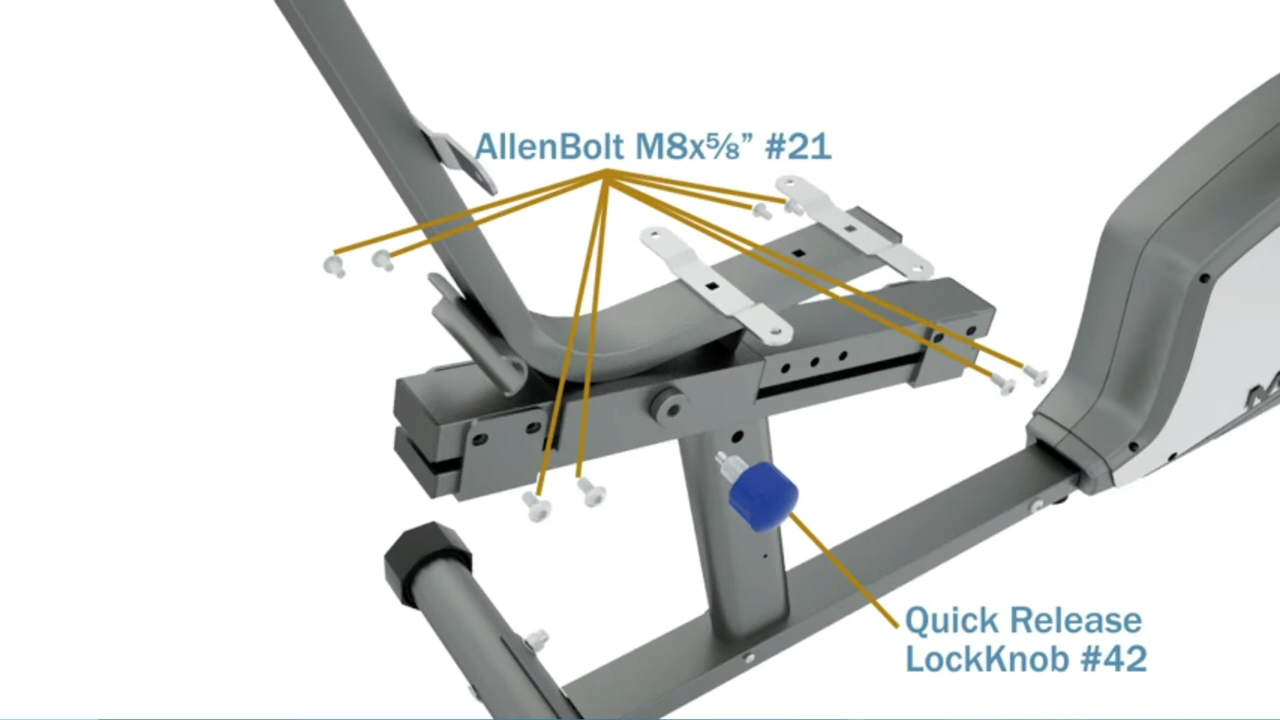 AllenBolt M8x⅝” #21
Quick Release
LockKnob #42